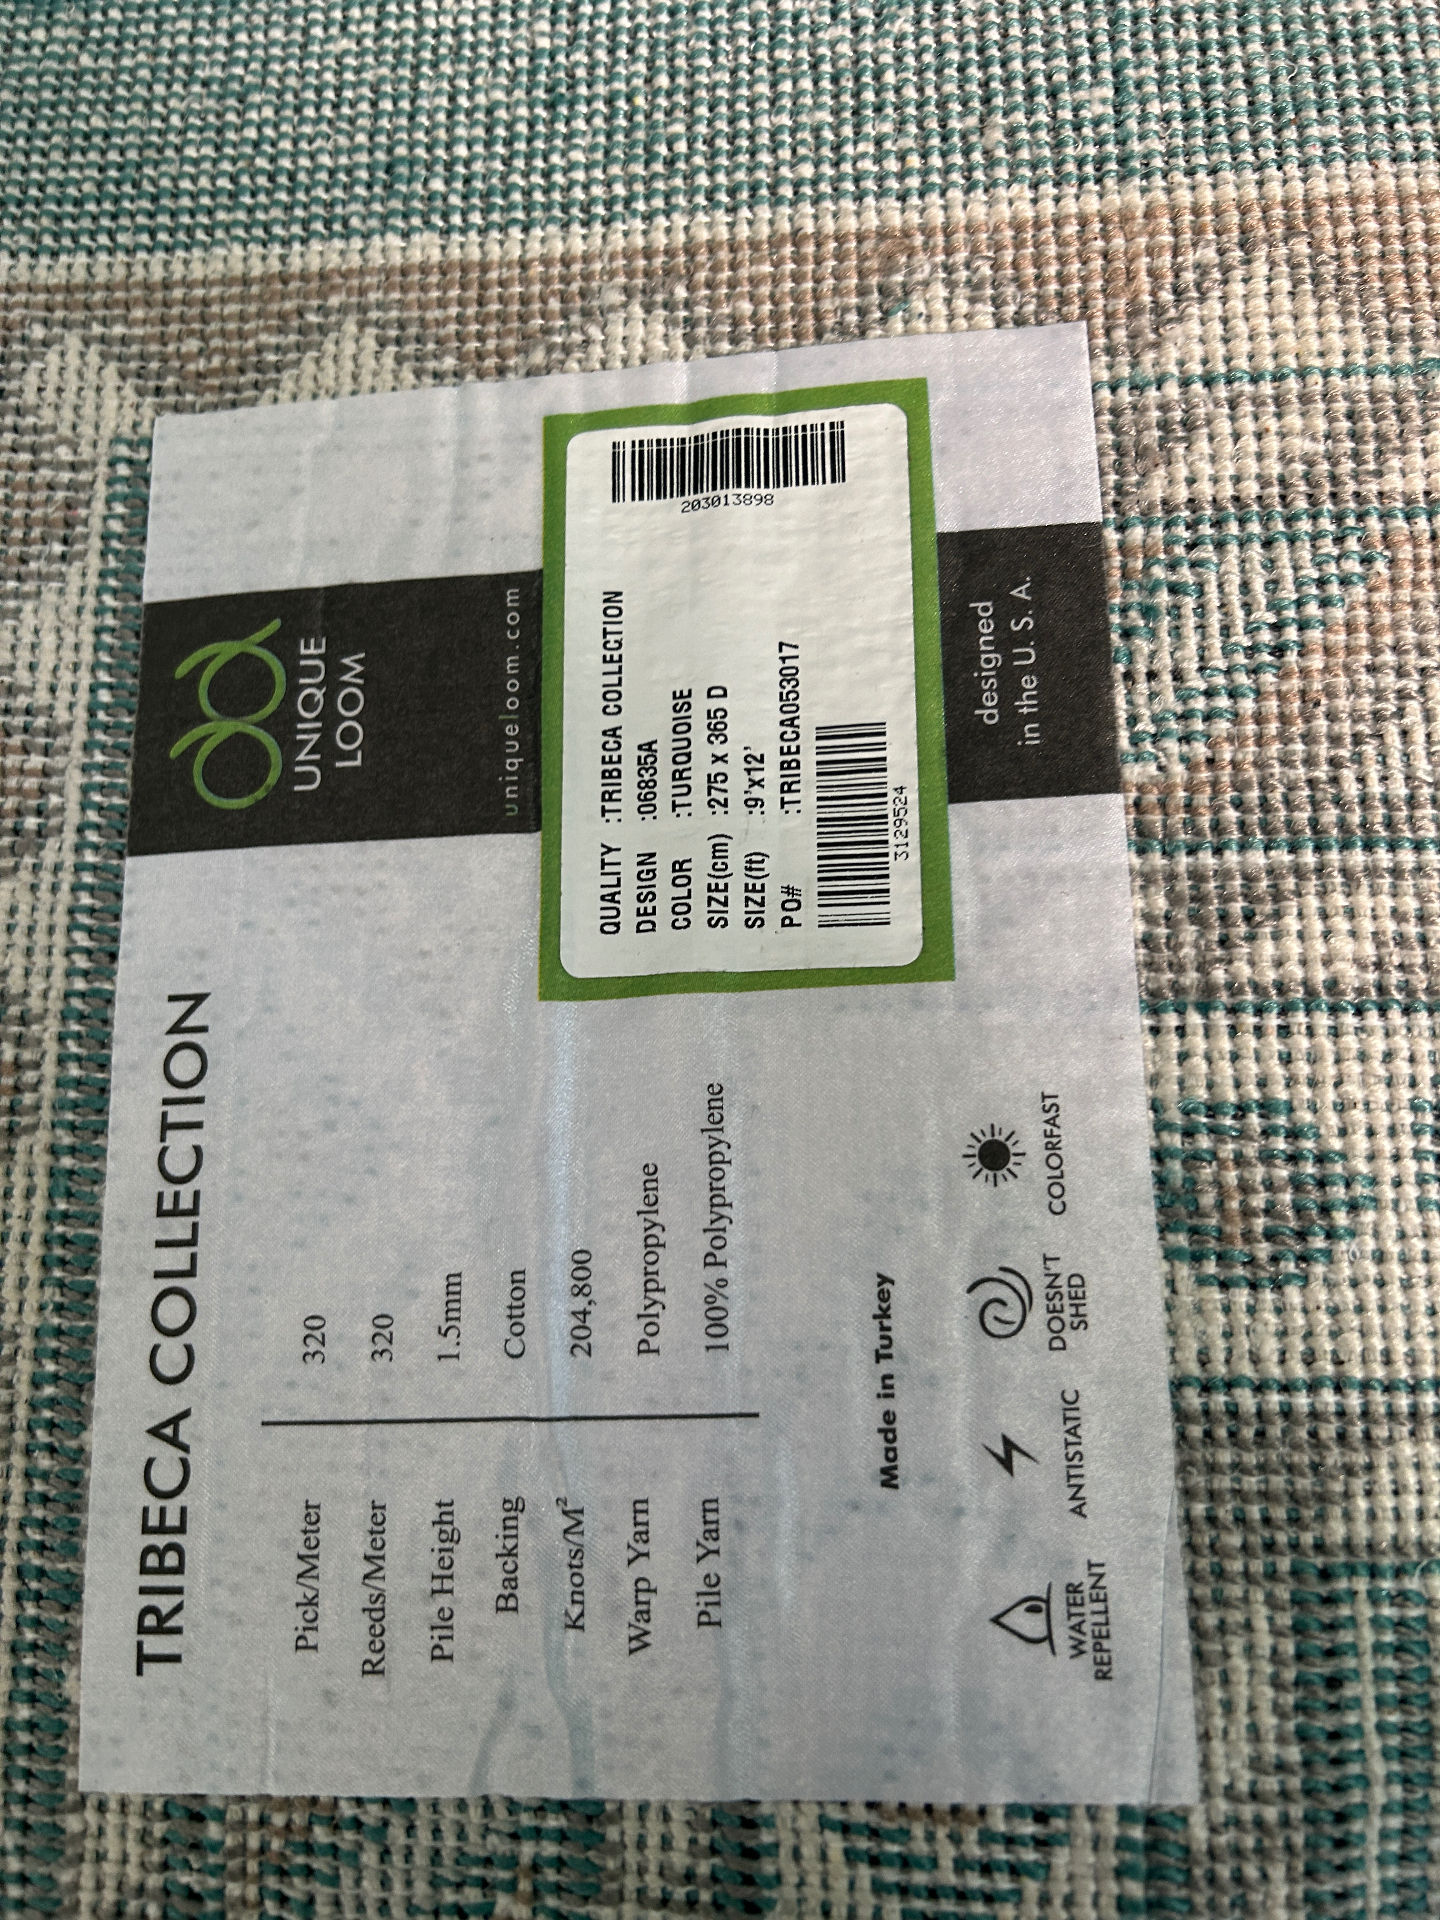 TRIBECA COLLECTION
Pick/Meter 320
Reeds/Meter 320
Pile Height 1.5mm
Backing Cotton
Knots/M² 204,800
Warp Yarn Polypropylene
Pile Yarn 100% Polypropylene
Made in Turkey
WATER REPELLENT
ANTISTATIC
DOESN'T SHED
COLORFAST
UNIQUE
LOOM
uniqueloom.com
QUALITY :TRIBECA COLLECTION
DESIGN :06835A
COLOR :TURQUOISE
SIZE(cm) :275 x 365 D
SIZE(ft) :9'x12'
PO# :TRIBECA053017
3129524
203013898
designed
in the U. S. A.